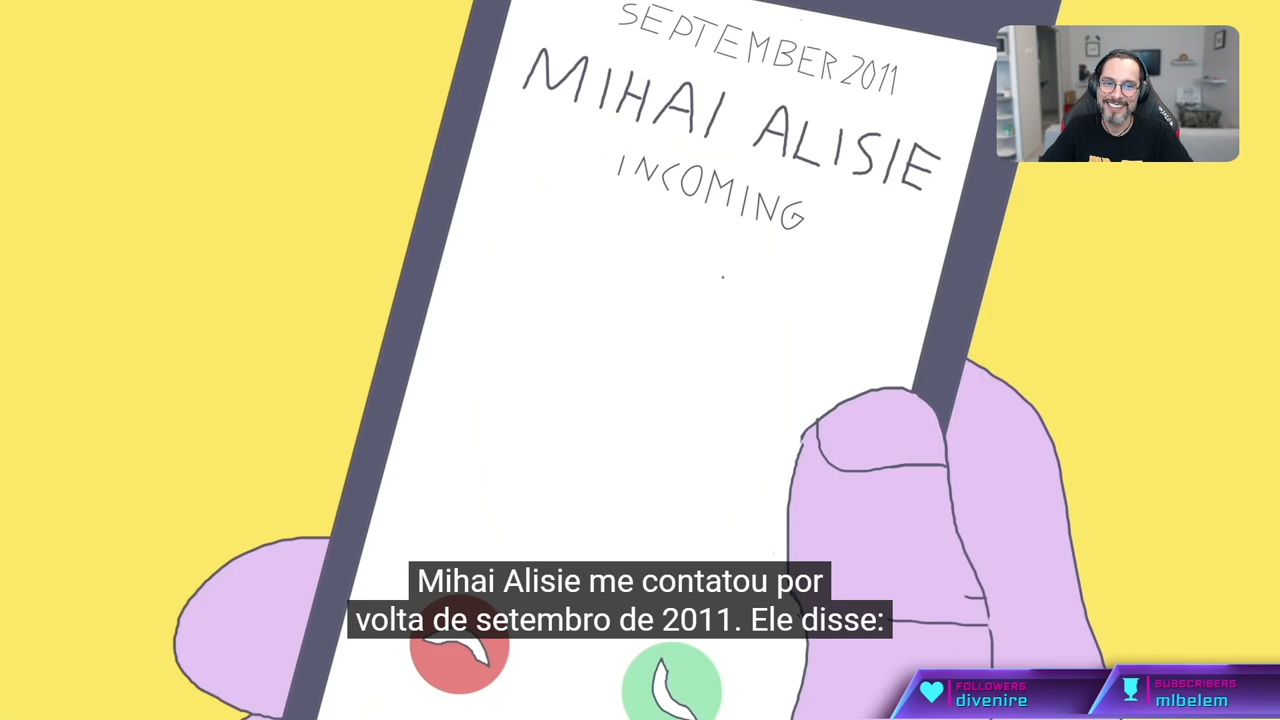 SEPTEMBER 2011
MIHAI ALISIE
INCOMING
Mihai Alisie me contatou por
volta de setembro de 2011. Ele disse:
FOLLOWERS
divenire
SUBSCRIBERS
mlbelem